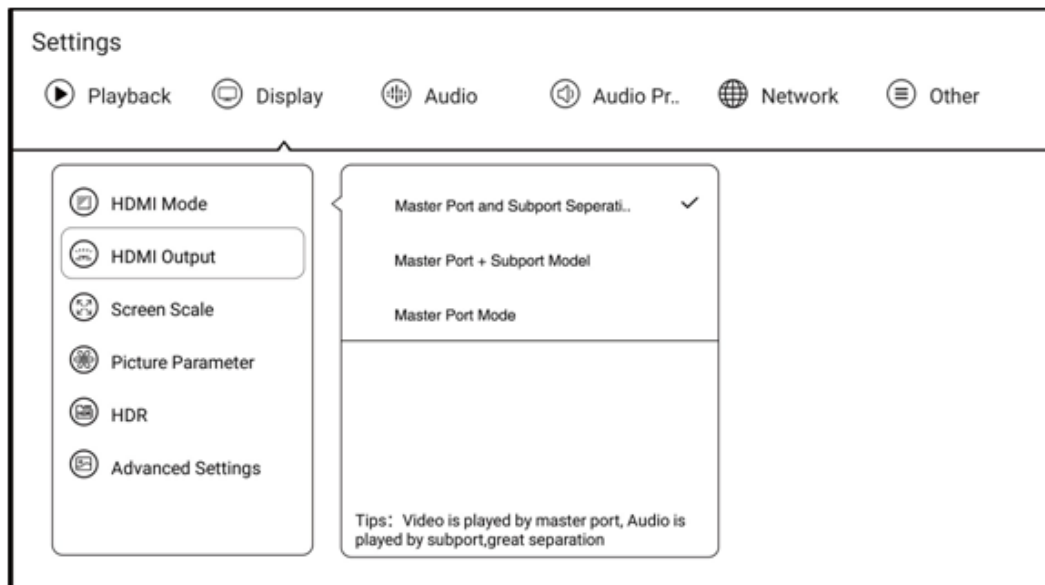 Settings
Playback Display Audio Audio Pr.. Network Other
HDMI Mode
HDMI Output
Screen Scale
Picture Parameter
HDR
Advanced Settings
Master Port and Subport Seperati..
Master Port + Subport Model
Master Port Mode
Tips: Video is played by master port, Audio is
played by subport,great separation